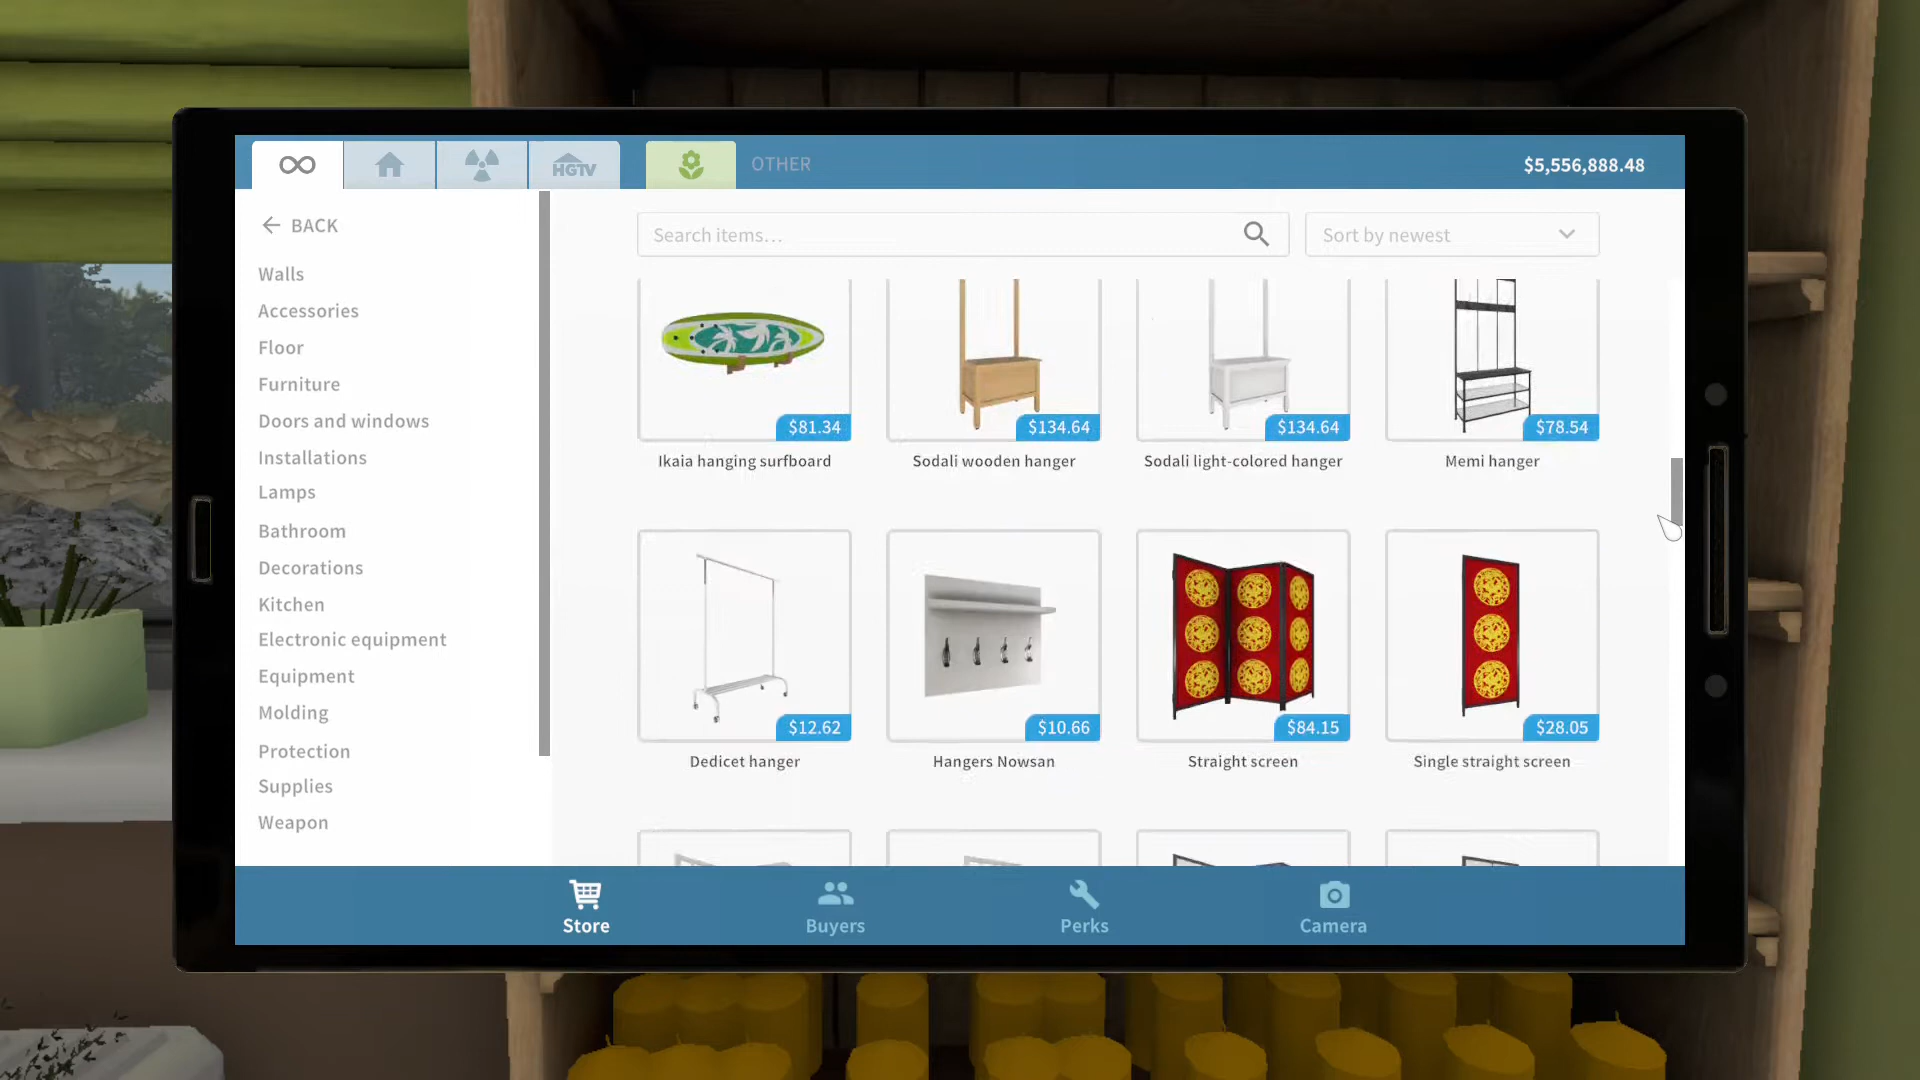 HGTV
OTHER
$5,556,888.48
BACK
Search items...
Sort by newest
Walls
Accessories
Floor
Furniture
Doors and windows
Installations
Lamps
Bathroom
Decorations
Kitchen
Electronic equipment
Equipment
Molding
Protection
Supplies
Weapon
$81.34
$134.64
$134.64
$78.54
Ikaia hanging surfboard
Sodali wooden hanger
Sodali light-colored hanger
Memi hanger
$12.62
$10.66
$84.15
$28.05
Dedicet hanger
Hangers Nowsan
Straight screen
Single straight screen
Store
Buyers
Perks
Camera